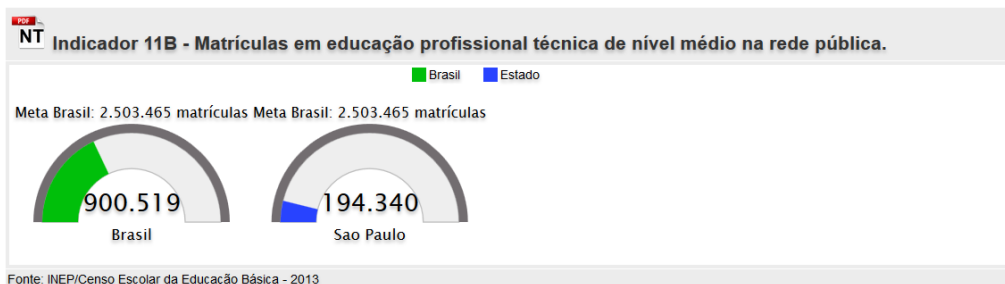 PDF
NT
Indicador 11B - Matrículas em educação profissional técnica de nível médio na rede pública.
Brasil Estado
Meta Brasil: 2.503.465 matrículas Meta Brasil: 2.503.465 matrículas
900.519 194.340
Brasil Sao Paulo
Fonte: INEP/Censo Escolar da Educação Básica - 2013